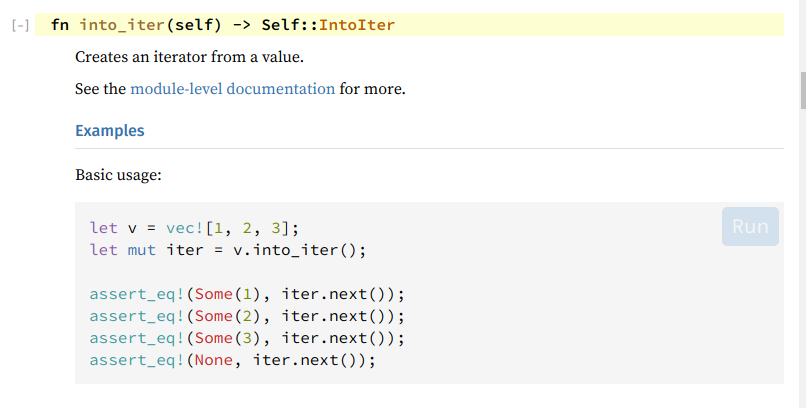 [-] fn into_iter(self) -> Self::IntoIter
Creates an iterator from a value.
See the module-level documentation for more.
Examples
Basic usage:
let v = vec![1, 2, 3];
let mut iter = v.into_iter();
assert_eq!(Some(1), iter.next());
assert_eq!(Some(2), iter.next());
assert_eq!(Some(3), iter.next());
assert_eq!(None, iter.next());
Run